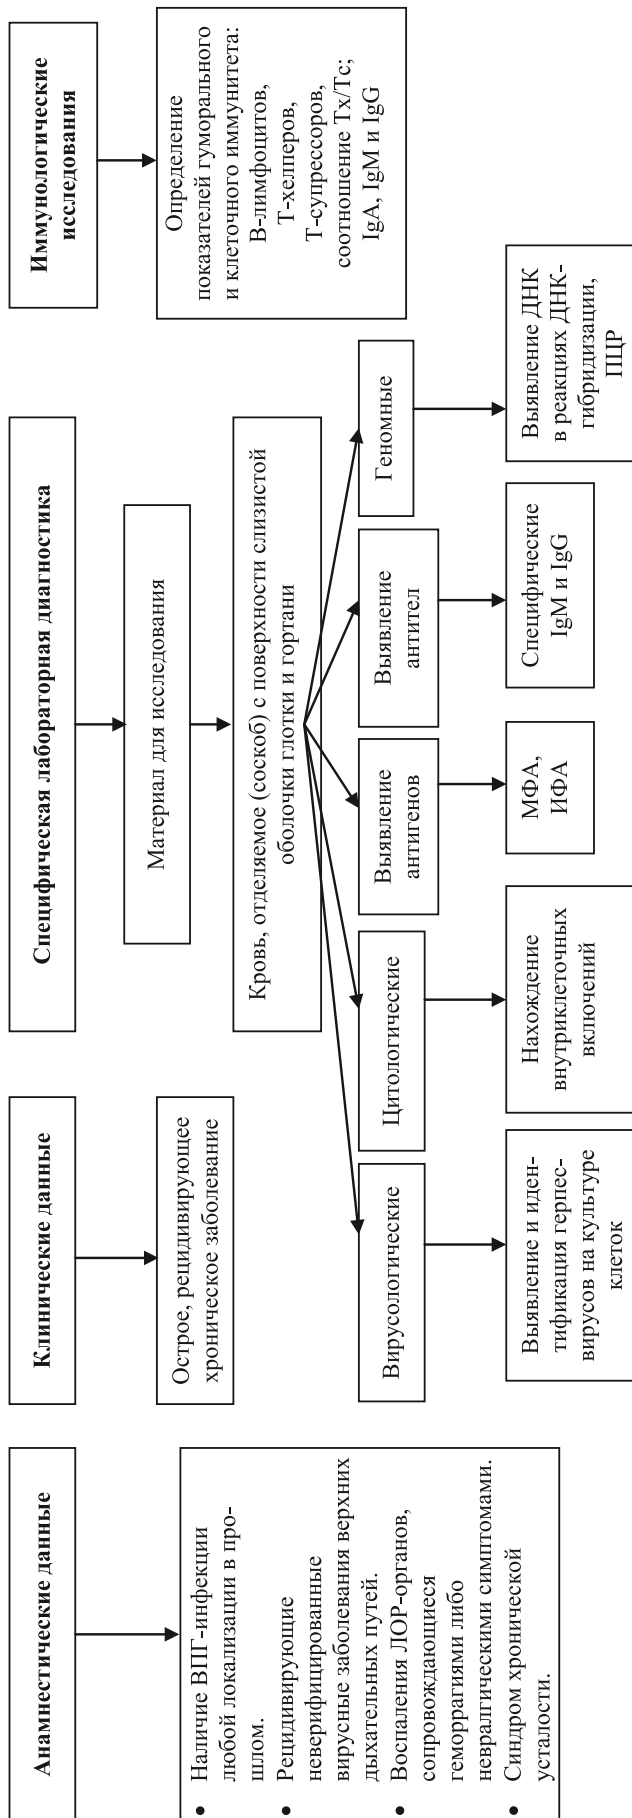 Анамнестические данные
Наличие ВПГ-инфекции
любой локализации в про-
шлом.
Рецидивирующие
неверифицированные
вирусные заболевания верхних
дыхательных путей.
Воспаления ЛОР-органов,
сопровождающиеся
геморрагиями либо
невралгическими симптомами.
Синдром хронической
усталости.
Клинические данные
Острое, рецидивирующее
хроническое заболевание
Специфическая лабораторная диагностика
Материал для исследования
Кровь, отделяемое (соскоб) с поверхности слизистой
оболочки глотки и гортани
Вирусологические
Выявление и иден-
тификация герпес-
вирусов на культуре
клеток
Цитологические
Нахождение
внутриклеточных
включений
Выявление
антигенов
МФА,
ИФА
Выявление
антител
Специфические
IgM и IgG
Геномные
Выявление ДНК
в реакциях ДНК-
гибридизации,
ПЦР
Иммунологические
исследования
Определение
показателей гуморального
и клеточного иммунитета:
В-лимфоцитов,
Т-хелперов,
Т-супрессоров,
соотношение Тх/Тс;
IgA, IgM и IgG